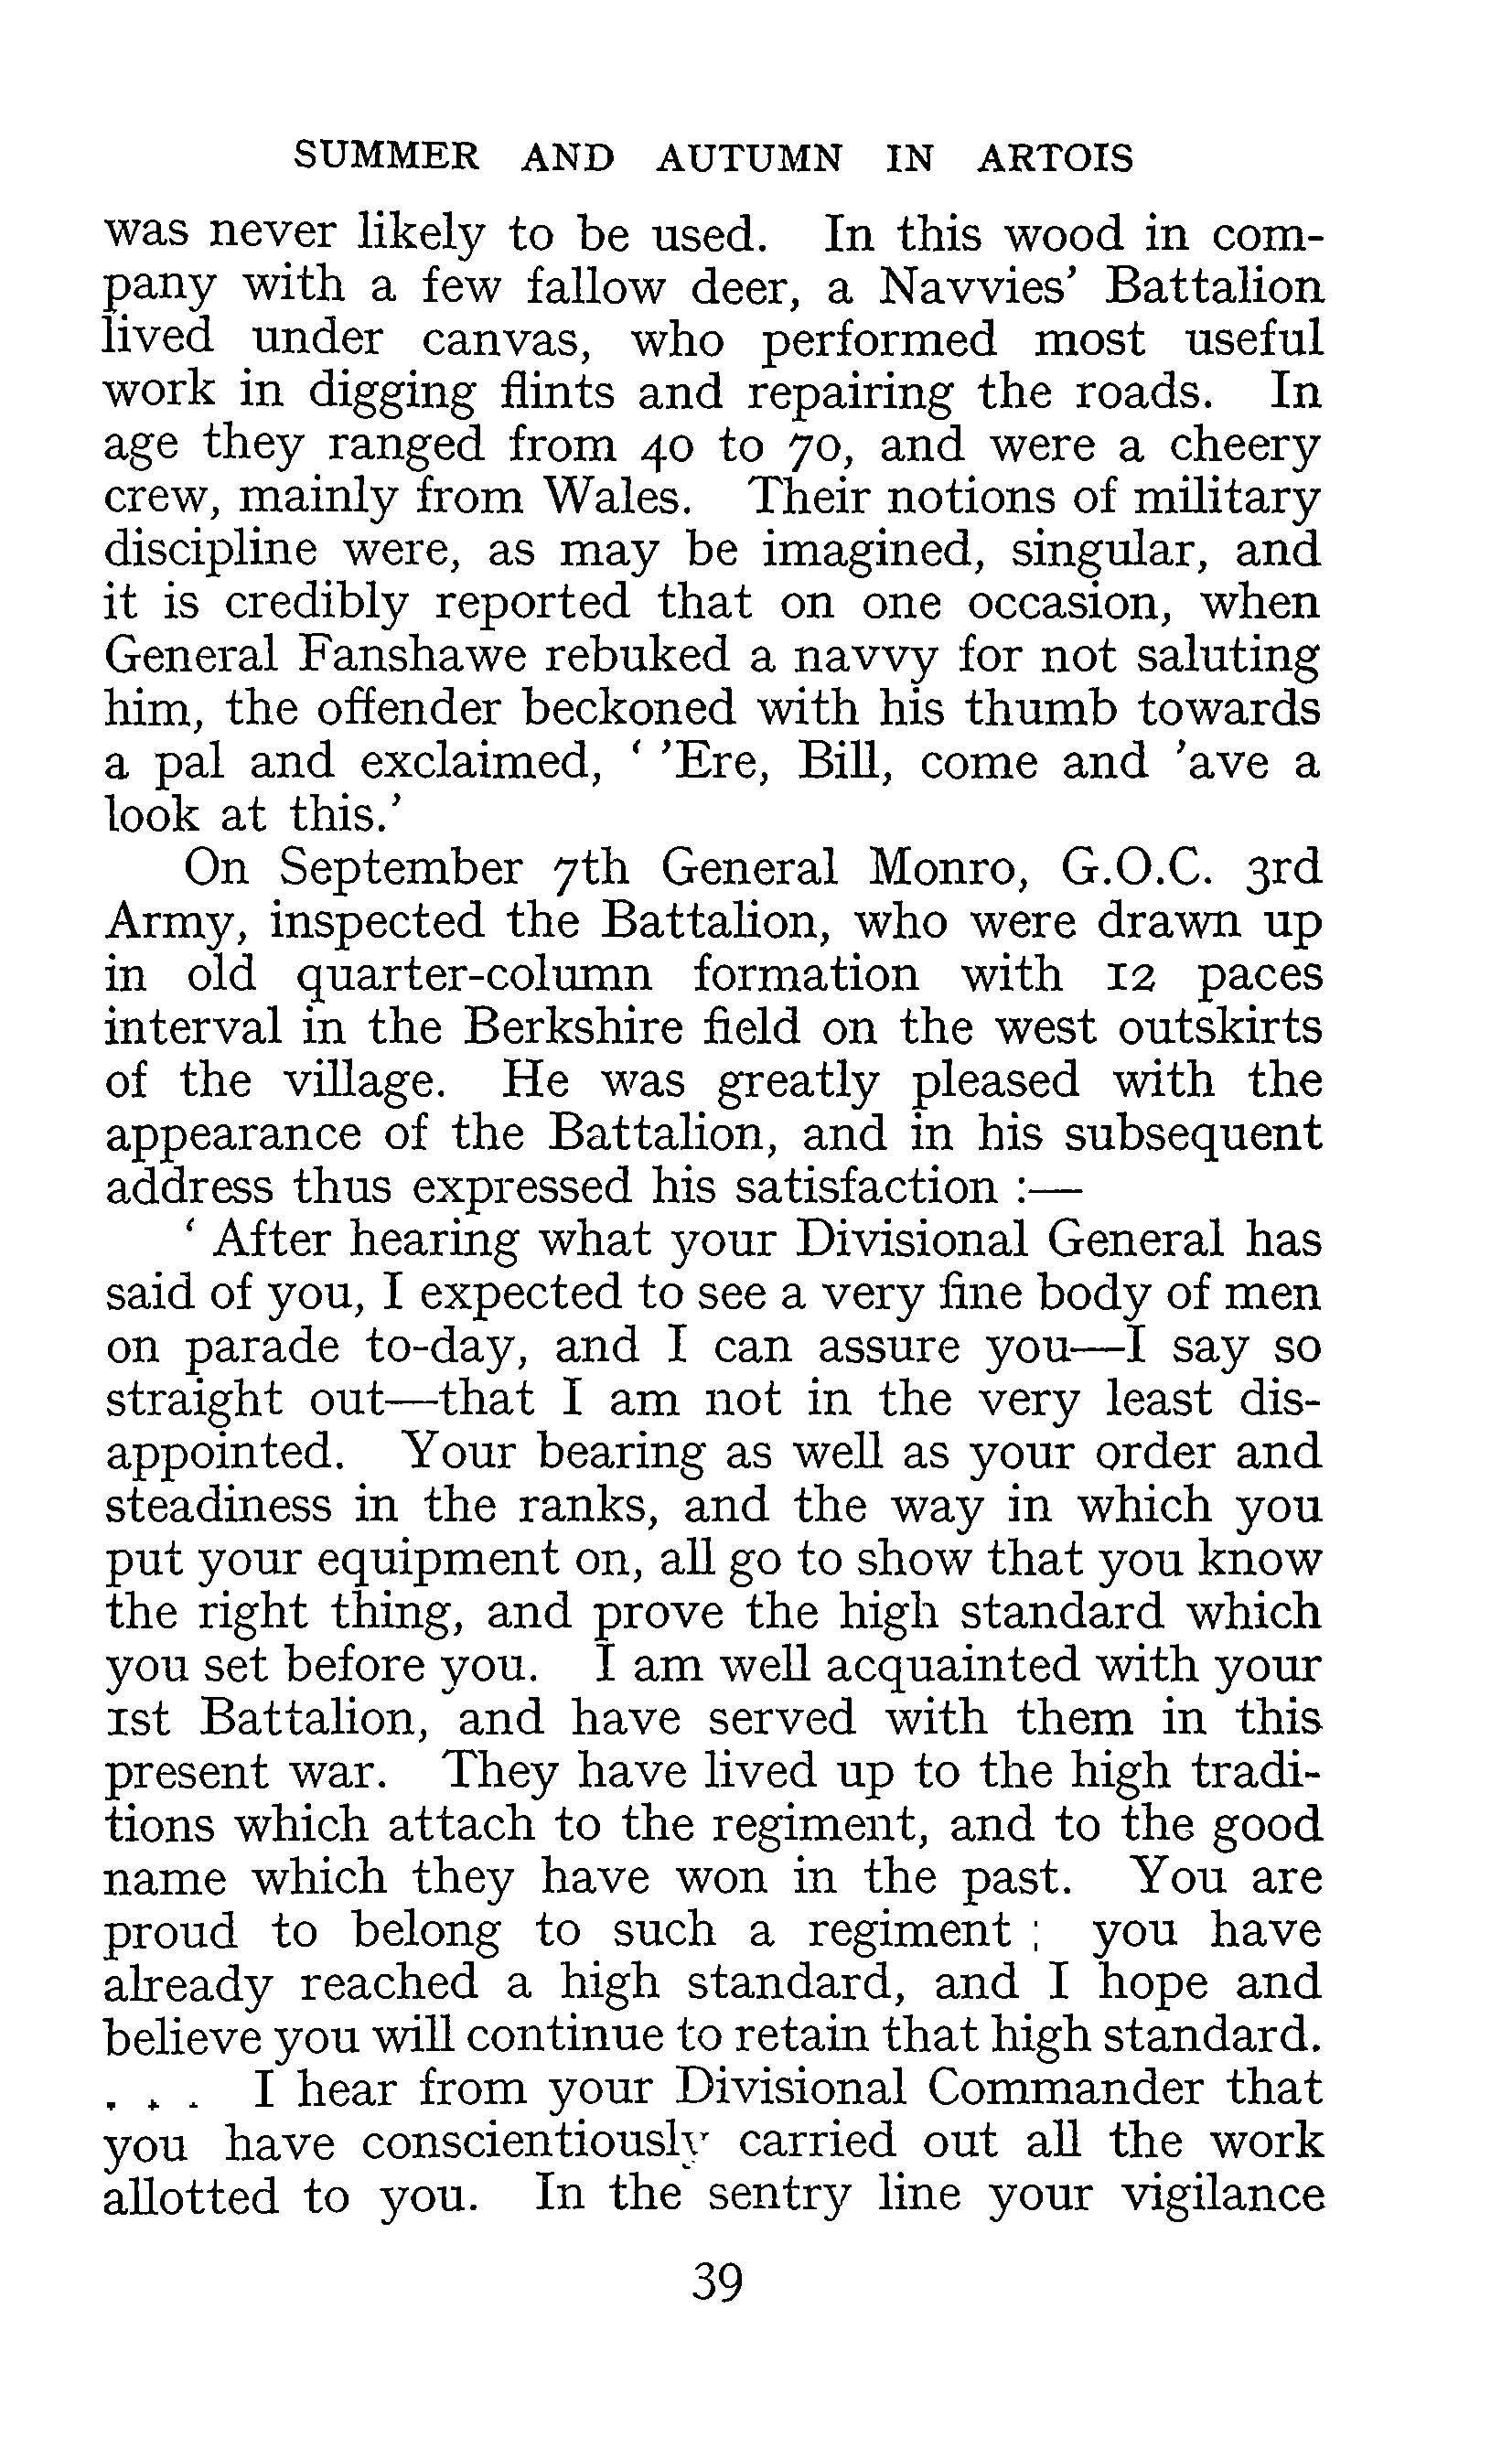 SUMMER AND AUTUMN IN ARTOIS
was never likely to be used. In this wood in com-
pany with a few fallow deer, a Navvies' Battalion
lived under canvas, who performed most useful
work in digging flints and repairing the roads. In
age they ranged from 40 to 70, and were a cheery
crew, mainly from Wales. Their notions of military
discipline were, as may be imagined, singular, and
it is credibly reported that on one occasion, when
General Fanshawe rebuked a navvy for not saluting
him, the offender beckoned with his thumb towards
a pal and exclaimed, ' 'Ere, Bill, come and 'ave a
look at this.'
On September 7th General Monro, G.O.C. 3rd
Army, inspected the Battalion, who were drawn up
in old quarter-column formation with 12 paces
interval in the Berkshire field on the west outskirts
of the village. He was greatly pleased with the
appearance of the Battalion, and in his subsequent
address thus expressed his satisfaction :—
' After hearing what your Divisional General has
said of you, I expected to see a very fine body of men
on parade to-day, and I can assure you—I say so
straight out—that I am not in the very least dis-
appointed. Your bearing as well as your order and
steadiness in the ranks, and the way in which you
put your equipment on, all go to show that you know
the right thing, and prove the high standard which
you set before you. I am well acquainted with your
1st Battalion, and have served with them in this
present war. They have lived up to the high tradi-
tions which attach to the regiment, and to the good
name which they have won in the past. You are
proud to belong to such a regiment ; you have
already reached a high standard, and I hope and
believe you will continue to retain that high standard.
. . . I hear from your Divisional Commander that
you have conscientiously carried out all the work
allotted to you. In the sentry line your vigilance
39